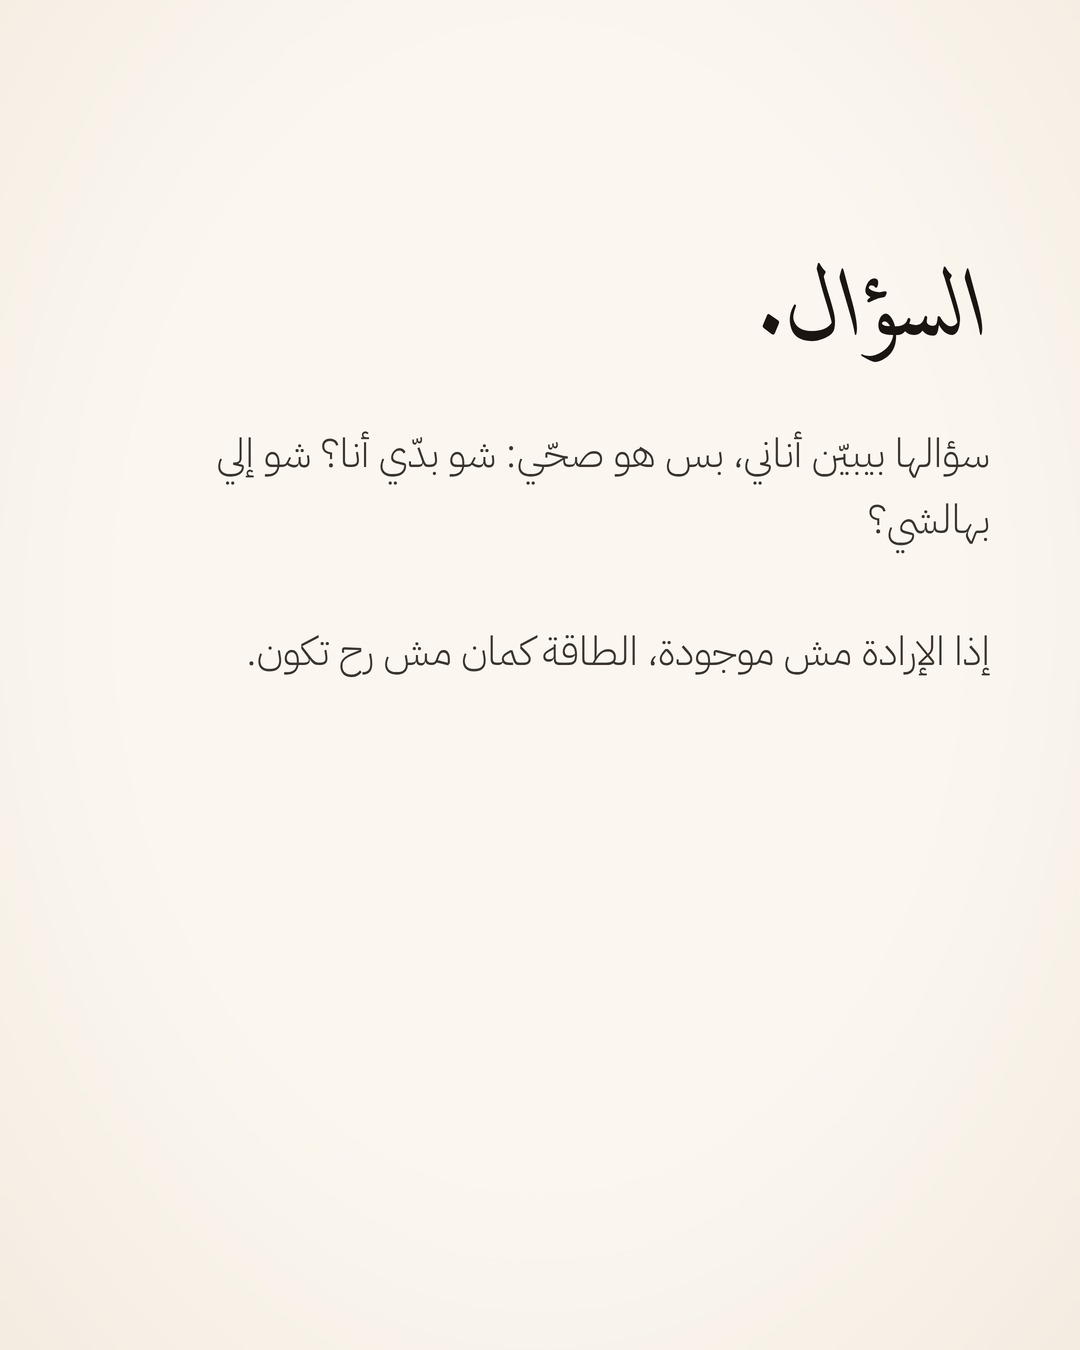 السؤال.
سؤالها بيبيّن أناني، بس هو صحّي: شو بدّي أنا؟ شو إلي
بهالشي؟
إذا الإرادة مش موجودة، الطاقة كمان مش رح تكون.